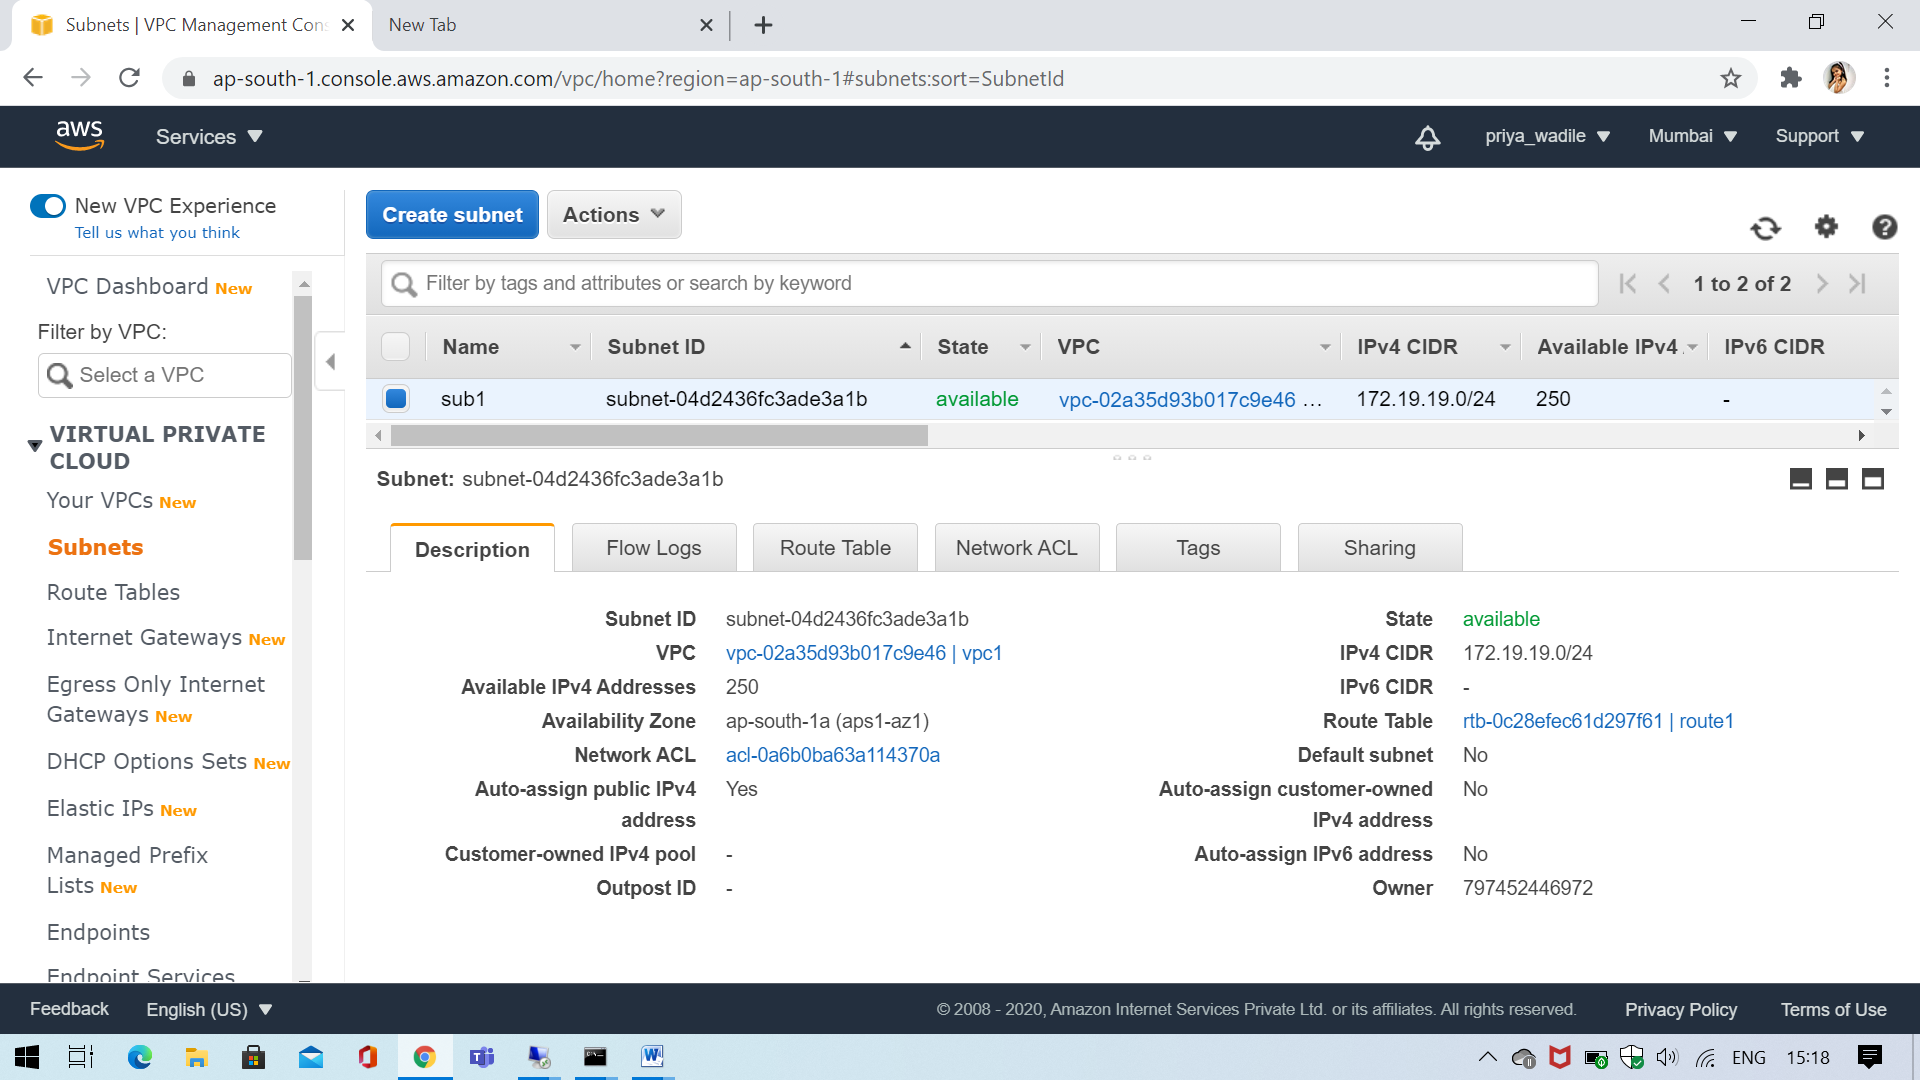 Subnets | VPC Management Cons
New Tab
ap-south-1.console.aws.amazon.com/vpc/home?region=ap-south-1#subnets:sort=SubnetId
aws
Services
priya_wadile
Mumbai
Support
New VPC Experience
Tell us what you think
Create subnet
Actions
VPC Dashboard New
Filter by VPC:
Select a VPC
VIRTUAL PRIVATE
CLOUD
Your VPCs New
Subnets
Route Tables
Internet Gateways New
Egress Only Internet
Gateways New
DHCP Options Sets New
Elastic IPs New
Managed Prefix
Lists New
Endpoints
Endpoint Services
Filter by tags and attributes or search by keyword
1 to 2 of 2
Name Subnet ID State VPC IPv4 CIDR Available IPv4 IPv6 CIDR
sub1 subnet-04d2436fc3ade3a1b available vpc-02a35d93b017c9e46 ... 172.19.19.0/24 250 -
Subnet: subnet-04d2436fc3ade3a1b
Description Flow Logs Route Table Network ACL Tags Sharing
Subnet ID subnet-04d2436fc3ade3a1b
VPC vpc-02a35d93b017c9e46 | vpc1
Available IPv4 Addresses 250
Availability Zone ap-south-1a (aps1-az1)
Network ACL acl-0a6b0ba63a114370a
Auto-assign public IPv4 Yes
address
Customer-owned IPv4 pool -
Outpost ID -
State available
IPv4 CIDR 172.19.19.0/24
IPv6 CIDR -
Route Table rtb-0c28efec61d297f61 | route1
Default subnet No
Auto-assign customer-owned No
IPv4 address
Auto-assign IPv6 address No
Owner 797452446972
Feedback
English (US)
© 2008 - 2020, Amazon Internet Services Private Ltd. or its affiliates. All rights reserved.
Privacy Policy
Terms of Use
ENG
15:18